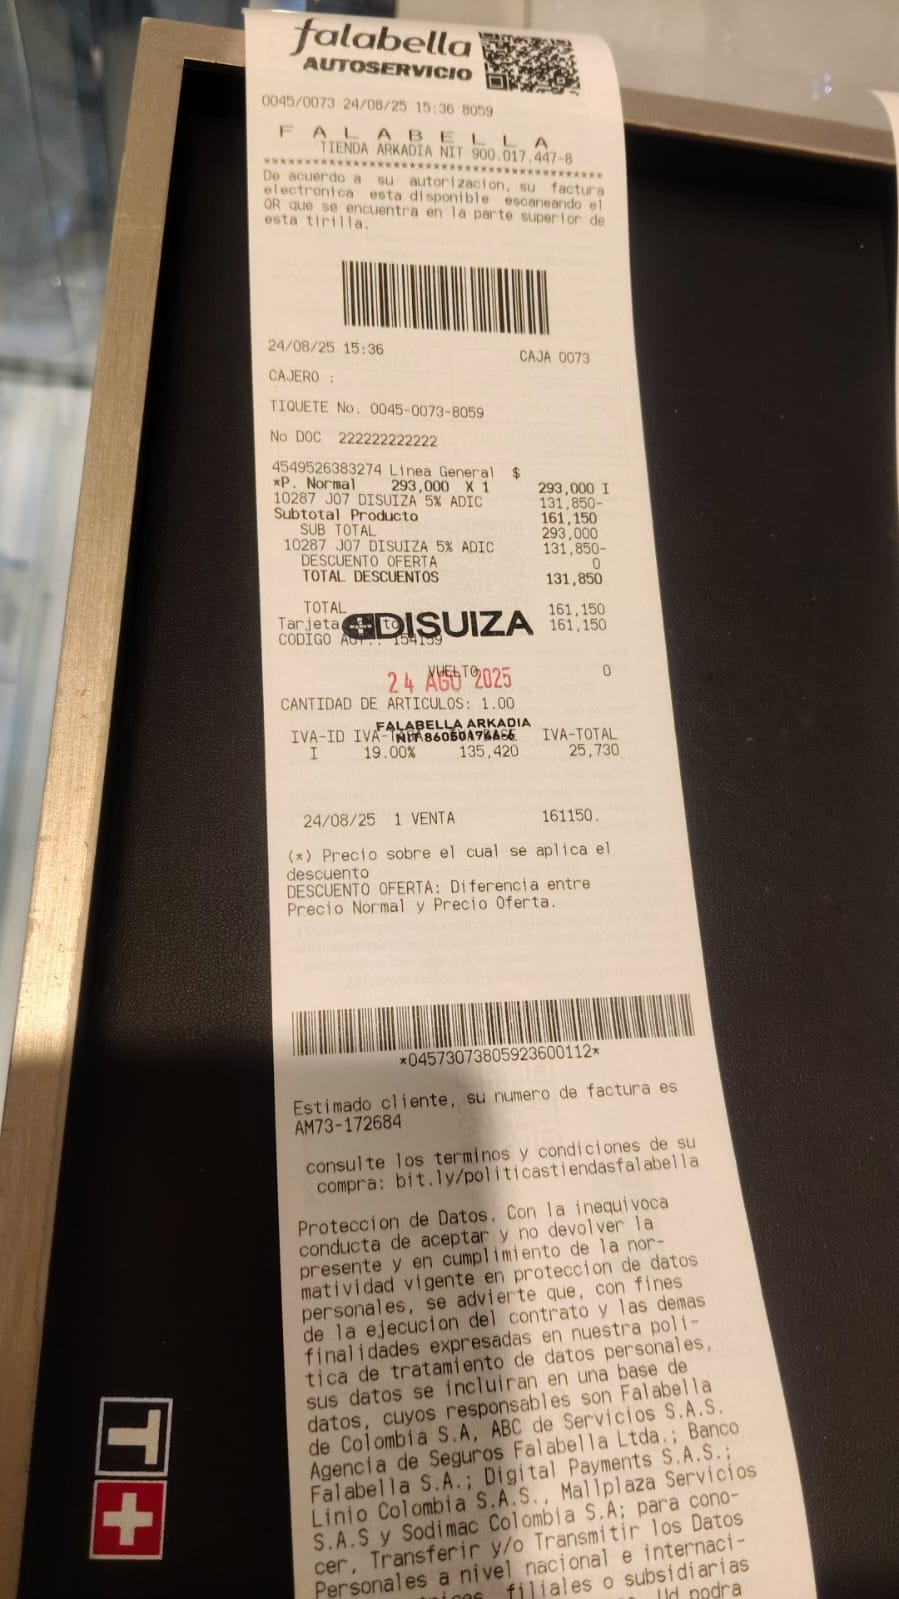 falabella
AUTOSERVICIO
0045/0073 24/08/25 15:36 8059
F A L A B E L L A
TIENDA ARKADIA NIT 900.017.447-8
******************************************
De acuerdo a su autorizacion, su factura
electronica esta disponible escaneando el
QR que se encuentra en la parte superior de
esta tirilla.
24/08/25 15:36 CAJA 0073
CAJERO :
TIQUETE No. 0045-0073-8059
No DOC 222222222222
4549526383274 Linea General $
*P. Normal 293,000 X 1 293,000 I
10287 J07 DISUIZA 5% ADIC 131,850-
Subtotal Producto 161,150
SUB TOTAL 293,000
10287 J07 DISUIZA 5% ADIC 131,850-
DESCUENTO OFERTA 0
TOTAL DESCUENTOS 131,850
TOTAL 161,150
Tarjeta 161,150
DISUIZA
CODIGO
VUELTO 0
24 AGO 2025
CANTIDAD DE ARTICULOS: 1.00
FALABELLA ARKADIA
IVA-ID IVA- IVA-TOTAL
NIT
I 19.00% 135,420 25,730
24/08/25 1 VENTA 161150.
(*) Precio sobre el cual se aplica el
descuento
DESCUENTO OFERTA: Diferencia entre
Precio Normal y Precio Oferta.
*04573073805923600112*
Estimado cliente, su numero de factura es
AM73-172684
consulte los terminos y condiciones de su
compra: bit.ly/politicastiendasfalabella
Proteccion de Datos. Con la inequivoca
conducta de aceptar y no devolver la
presente y en cumplimiento de la nor-
matividad vigente en proteccion de datos
personales, se advierte que, con fines
de la ejecucion del contrato y las demas
finalidades expresadas en nuestra poli-
tica de tratamiento de datos personales,
sus datos se incluiran en una base de
datos, cuyos responsables son Falabella
de Colombia S.A, ABC de Servicios S.A.S.
Agencia de Seguros Falabella Ltda.; Banco
Falabella S.A.; Digital Payments S.A.S.;
Linio Colombia S.A.S., Mallplaza Servicios
S.A.S y Sodimac Colombia S.A; para cono-
cer, Transferir y/o Transmitir los Datos
Personales a nivel nacional e internaci-
filiales o subsidiarias
Ud podra
T